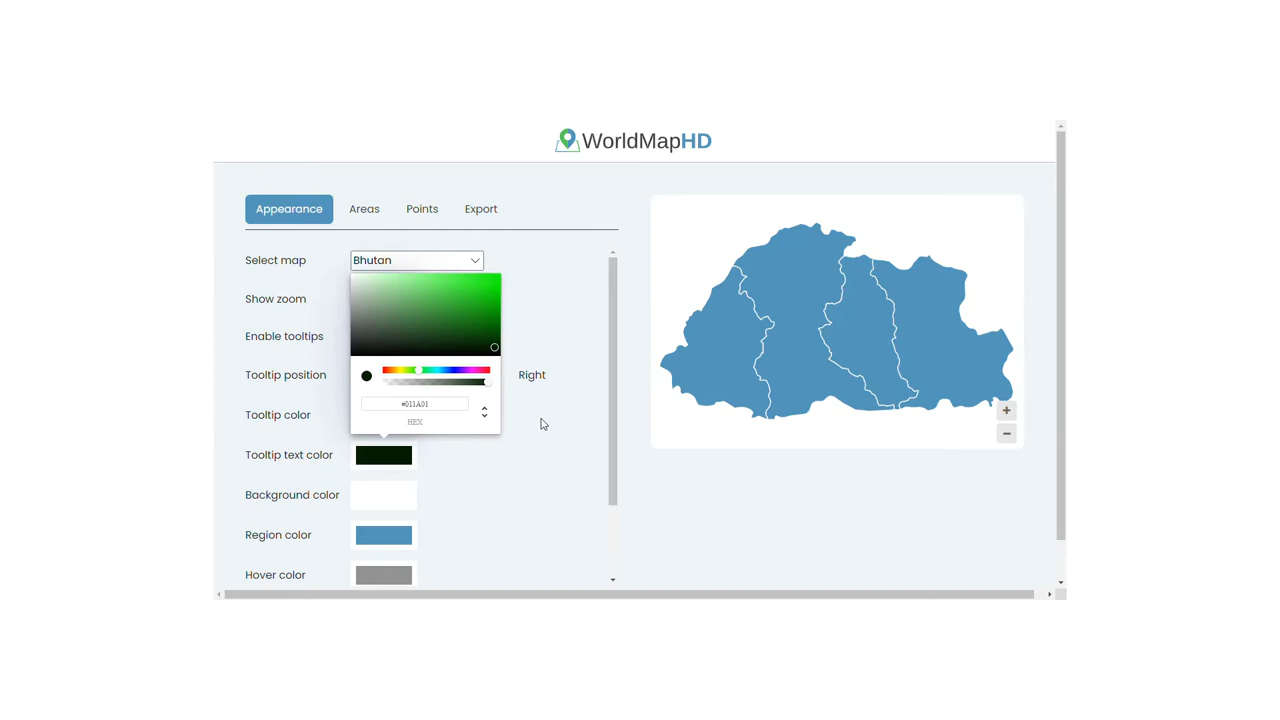 WorldMapHD
Appearance Areas Points Export
Select map Bhutan
Show zoom
Enable tooltips
Tooltip position Right
Tooltip color
#011A01
HEX
Tooltip text color
Background color
Region color
Hover color
+
−